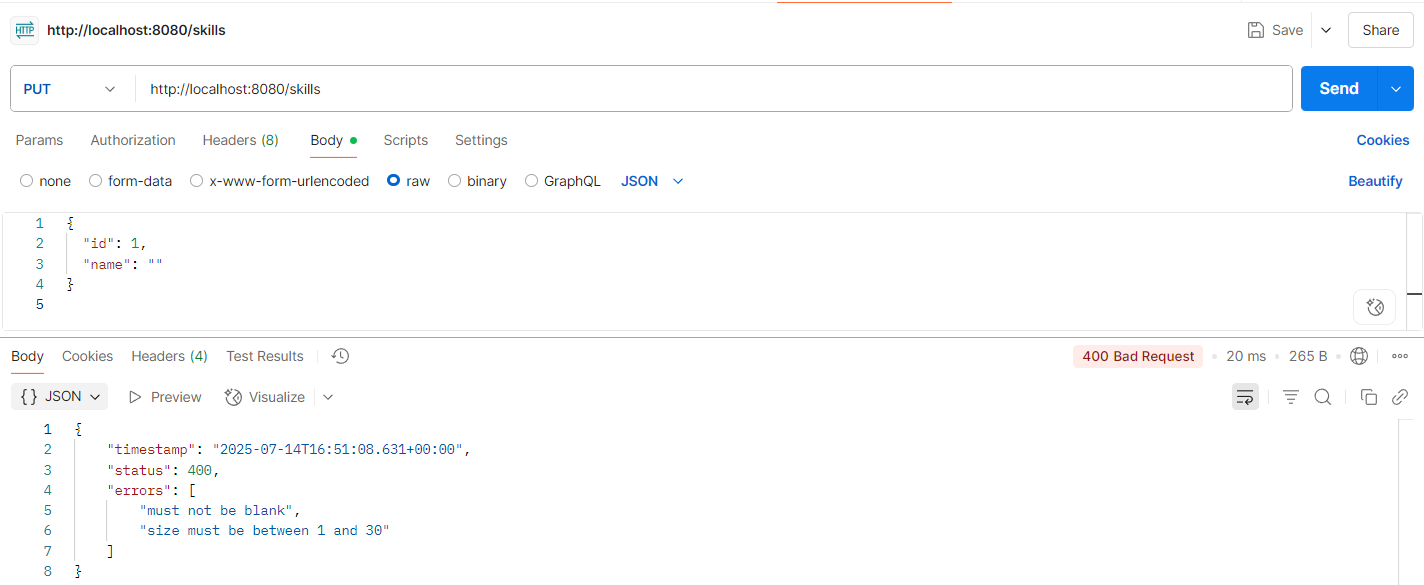 HTTP http://localhost:8080/skills Save Share
PUT http://localhost:8080/skills Send
Params Authorization Headers (8) Body Scripts Settings Cookies
none form-data x-www-form-urlencoded raw binary GraphQL JSON Beautify
1 {
2 "id": 1,
3 "name": ""
4 }
5
Body Cookies Headers (4) Test Results 400 Bad Request 20 ms 265 B
{} JSON Preview Visualize
1 {
2 "timestamp": "2025-07-14T16:51:08.631+00:00",
3 "status": 400,
4 "errors": [
5 "must not be blank",
6 "size must be between 1 and 30"
7 ]
8 }